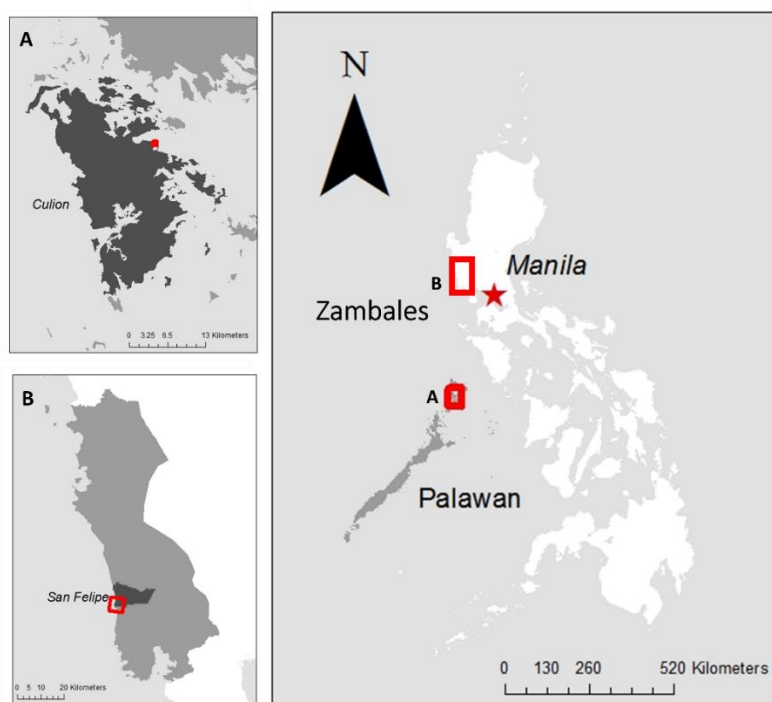 A
Culion
0 3.25 6.5 13 Kilometers
B
San Felipe
0 5 10 20 Kilometers
N
B
Manila
Zambales
A
Palawan
0 130 260 520 Kilometers